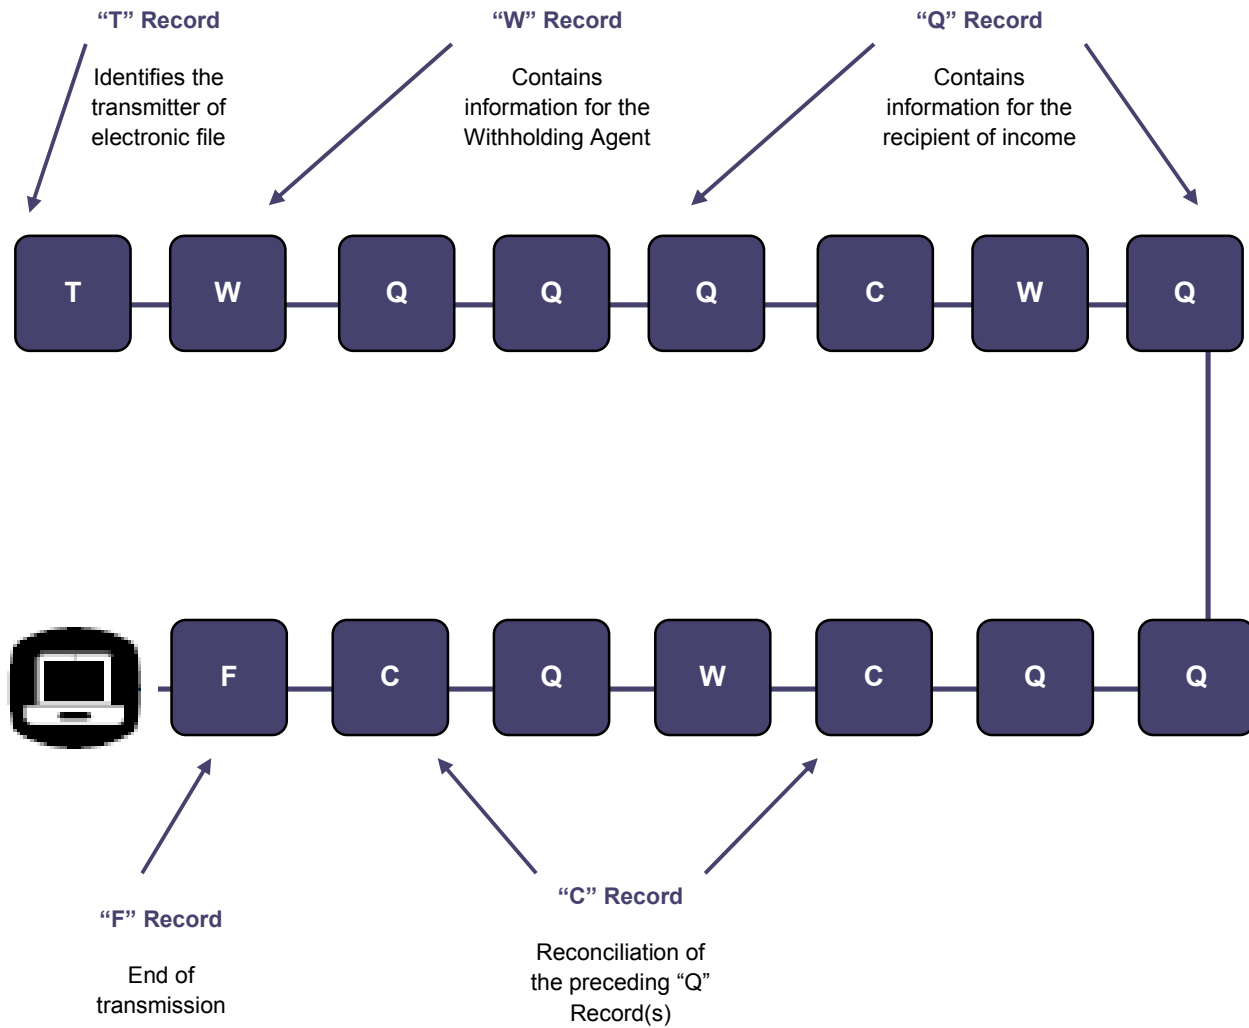 “T” Record
Identifies the
transmitter of
electronic file
“W” Record
Contains
information for the
Withholding Agent
“Q” Record
Contains
information for the
recipient of income
T
W
Q
Q
Q
C
W
Q
F
C
Q
W
C
Q
Q
“F” Record
End of
transmission
“C” Record
Reconciliation of
the preceding “Q”
Record(s)